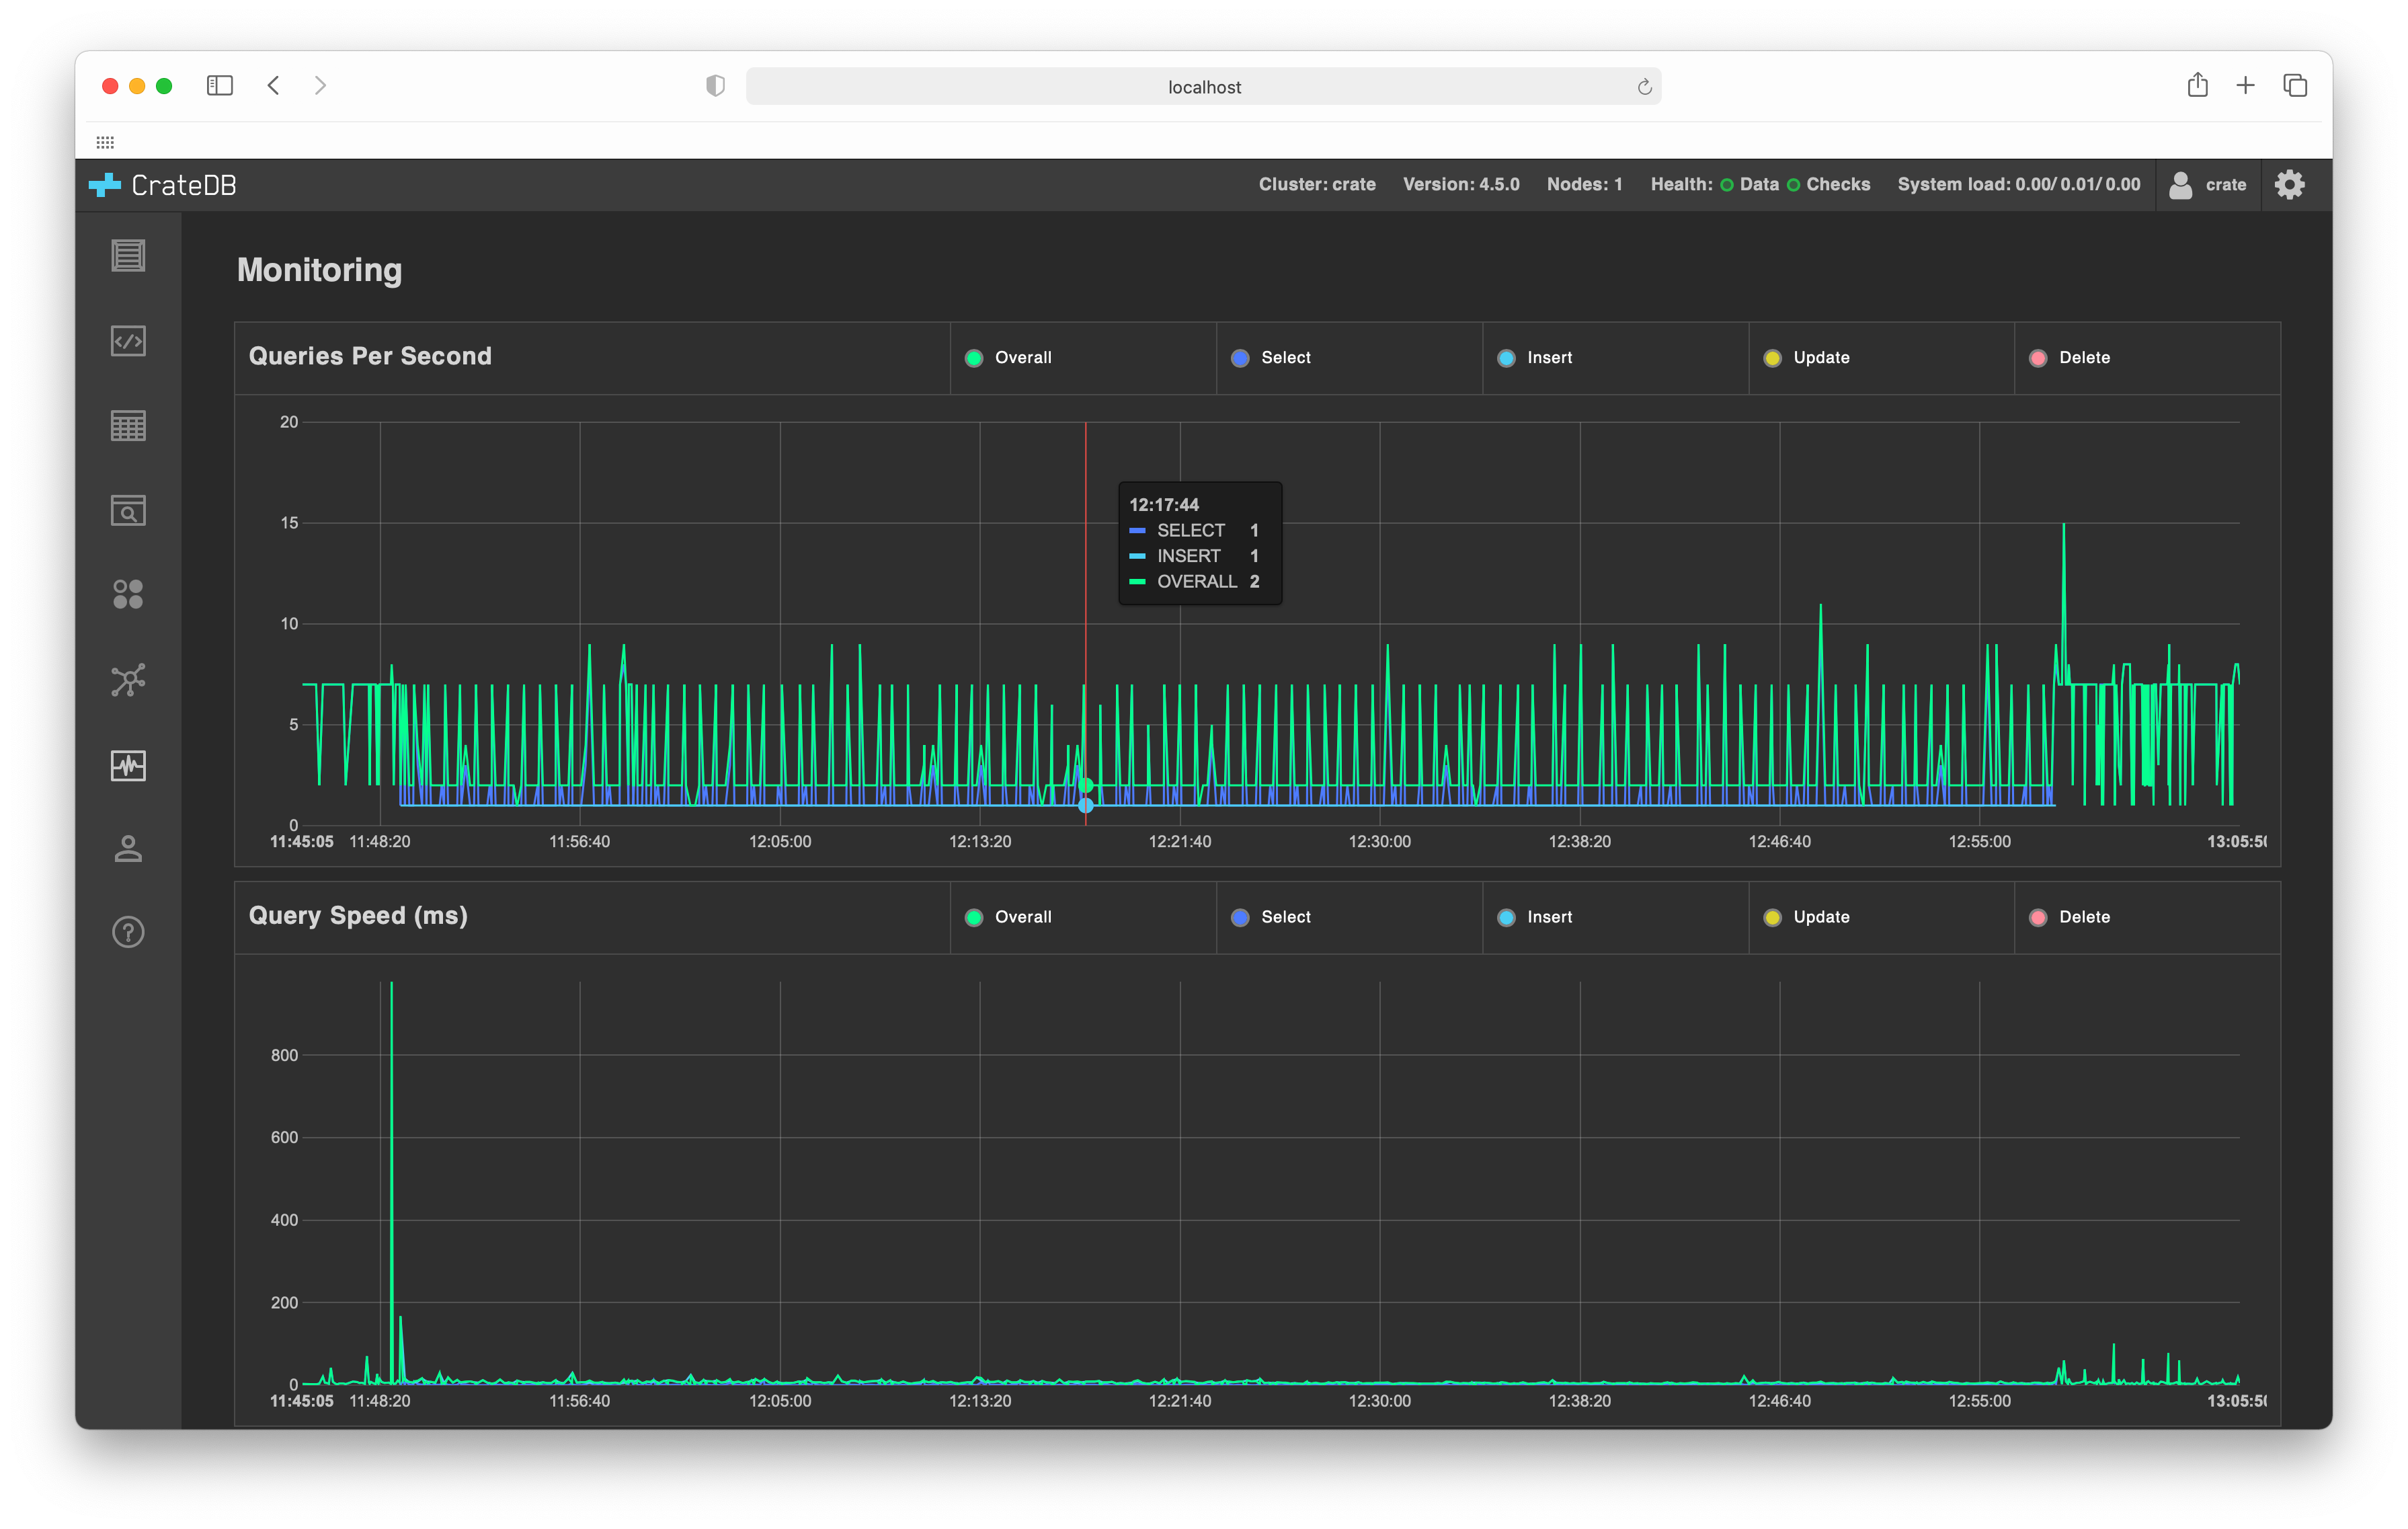 localhost
CrateDB
Cluster: crate Version: 4.5.0 Nodes: 1 Health: Data Checks System load: 0.00/ 0.01/ 0.00 crate
Monitoring
Queries Per Second Overall Select Insert Update Delete
20
15
10
5
0
12:17:44
SELECT 1
INSERT 1
OVERALL 2
11:45:05 11:48:20 11:56:40 12:05:00 12:13:20 12:21:40 12:30:00 12:38:20 12:46:40 12:55:00 13:05:50
Query Speed (ms) Overall Select Insert Update Delete
800
600
400
200
0
11:45:05 11:48:20 11:56:40 12:05:00 12:13:20 12:21:40 12:30:00 12:38:20 12:46:40 12:55:00 13:05:50